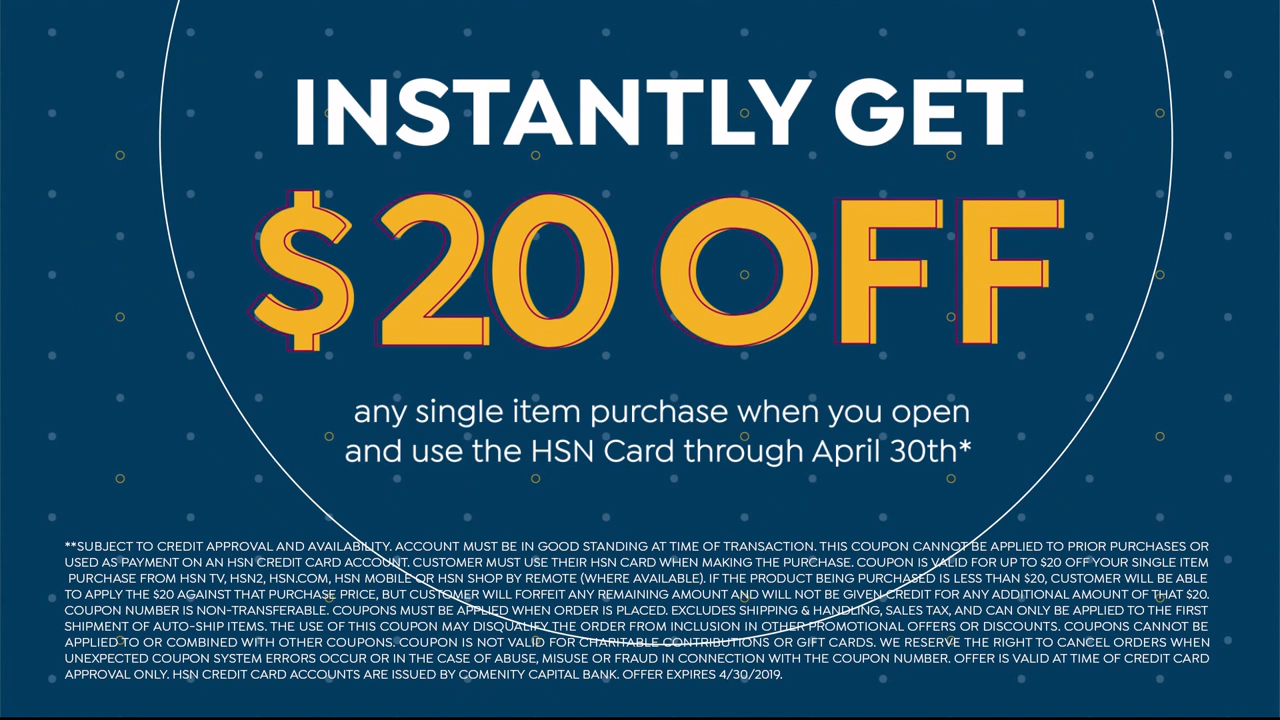 INSTANTLY GET
$20 OFF
any single item purchase when you open
and use the HSN Card through April 30th*
**SUBJECT TO CREDIT APPROVAL AND AVAILABILITY. ACCOUNT MUST BE IN GOOD STANDING AT TIME OF TRANSACTION. THIS COUPON CANNOT BE APPLIED TO PRIOR PURCHASES OR
USED AS PAYMENT ON AN HSN CREDIT CARD ACCOUNT. CUSTOMER MUST USE THEIR HSN CARD WHEN MAKING THE PURCHASE. COUPON IS VALID FOR UP TO $20 OFF YOUR SINGLE ITEM
PURCHASE FROM HSN TV, HSN2, HSN.COM, HSN MOBILE OR HSN SHOP BY REMOTE (WHERE AVAILABLE). IF THE PRODUCT BEING PURCHASED IS LESS THAN $20, CUSTOMER WILL BE ABLE
TO APPLY THE $20 AGAINST THAT PURCHASE PRICE, BUT CUSTOMER WILL FORFEIT ANY REMAINING AMOUNT AND WILL NOT BE GIVEN CREDIT FOR ANY ADDITIONAL AMOUNT OF THAT $20.
COUPON NUMBER IS NON-TRANSFERABLE. COUPONS MUST BE APPLIED WHEN ORDER IS PLACED. EXCLUDES SHIPPING & HANDLING, SALES TAX, AND CAN ONLY BE APPLIED TO THE FIRST
SHIPMENT OF AUTO-SHIP ITEMS. THE USE OF THIS COUPON MAY DISQUALIFY THE ORDER FROM INCLUSION IN OTHER PROMOTIONAL OFFERS OR DISCOUNTS. COUPONS CANNOT BE
APPLIED TO OR COMBINED WITH OTHER COUPONS. COUPON IS NOT VALID FOR CHARITABLE CONTRIBUTIONS OR GIFT CARDS. WE RESERVE THE RIGHT TO CANCEL ORDERS WHEN
UNEXPECTED COUPON SYSTEM ERRORS OCCUR OR IN THE CASE OF ABUSE, MISUSE OR FRAUD IN CONNECTION WITH THE COUPON NUMBER. OFFER IS VALID AT TIME OF CREDIT CARD
APPROVAL ONLY. HSN CREDIT CARD ACCOUNTS ARE ISSUED BY COMENITY CAPITAL BANK. OFFER EXPIRES 4/30/2019.